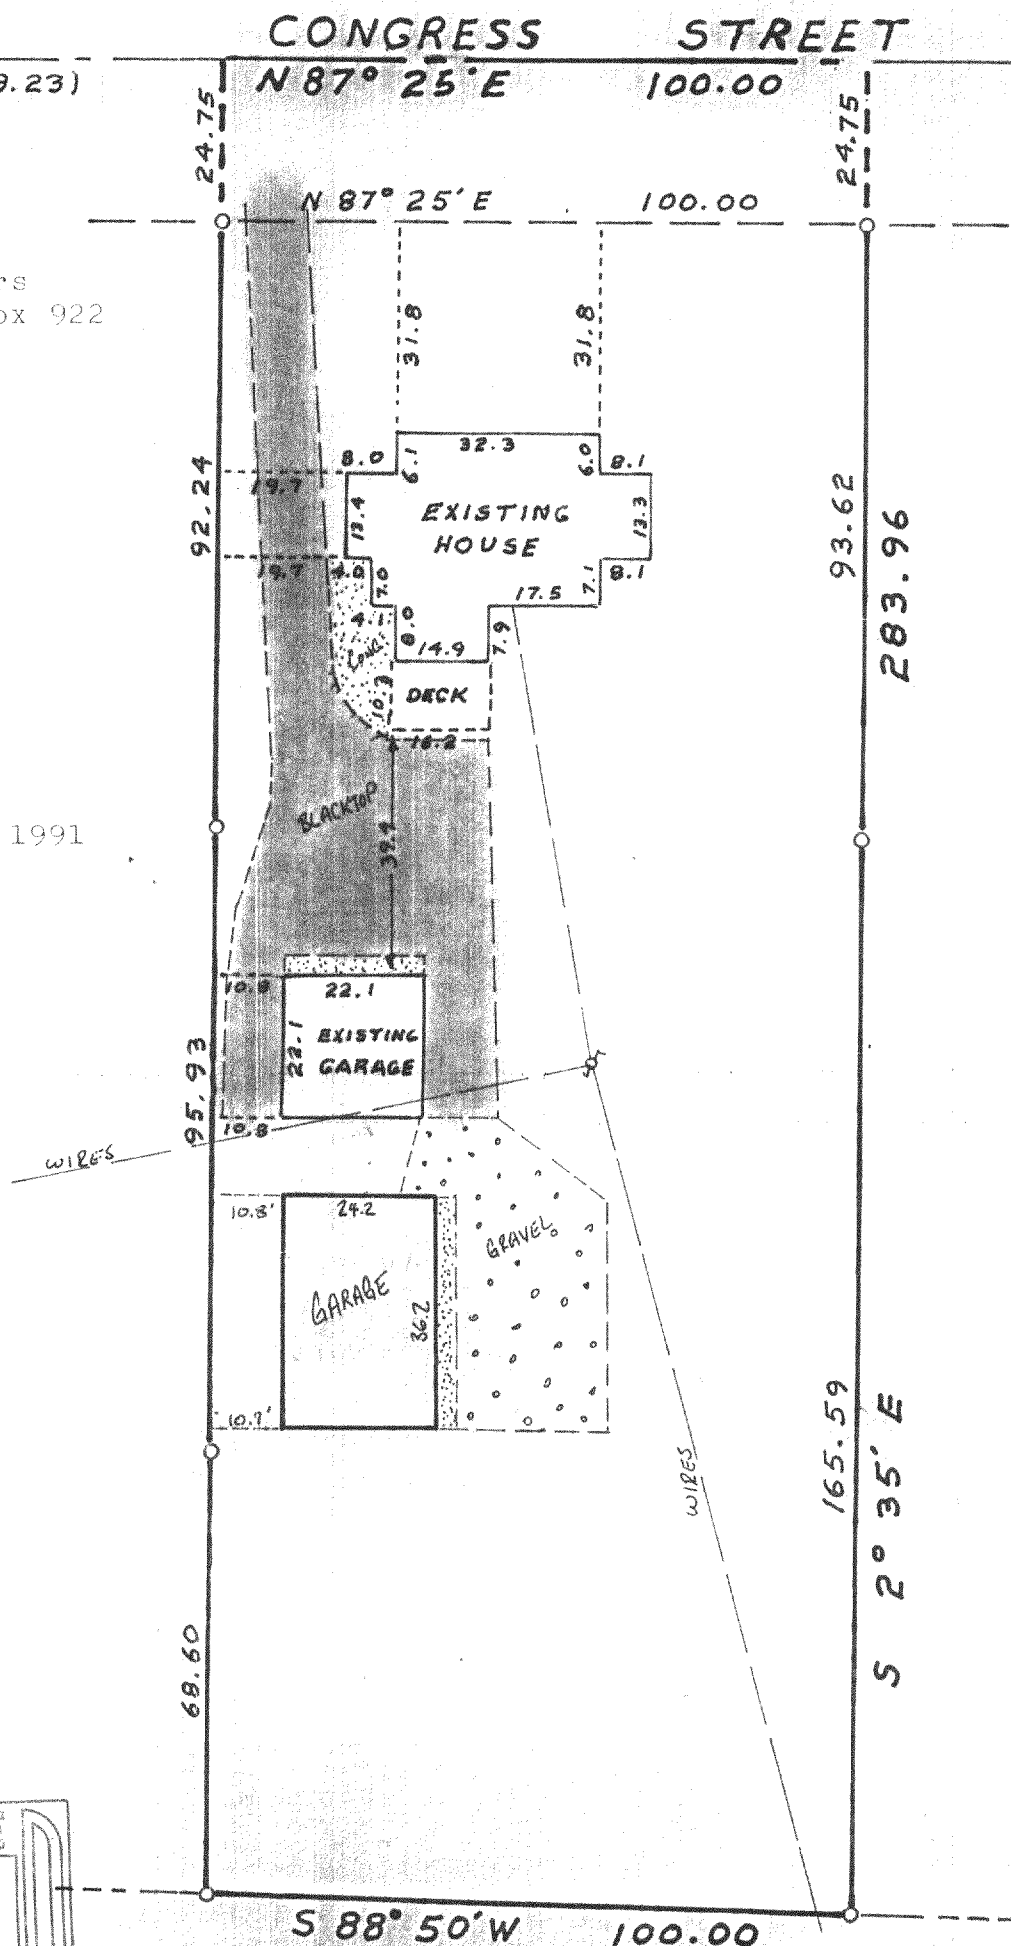 CONGRESS STREET
9.23)
N 87° 25' E 100.00
24.75
24.75
N 87° 25' E 100.00
rs
ox 922
31.8
31.8
32.3
8.0
6.1
6.0
8.1
19.7
13.4
EXISTING
HOUSE
13.3
92.24
93.62
283.96
19.7
4.0
7.0
7.1
8.1
17.5
4.1
8.0
CONC.
14.9
7.9
10.3
DECK
16.2
BLACKTOP
39.9
1991
10.8
22.1
22.1
EXISTING
GARAGE
95.93
10.8
WIRES
10.8'
24.2
GRAVEL
GARAGE
36.2
10.7'
WIRES
165.59
S 2° 35' E
68.60
S 88° 50' W 100.00